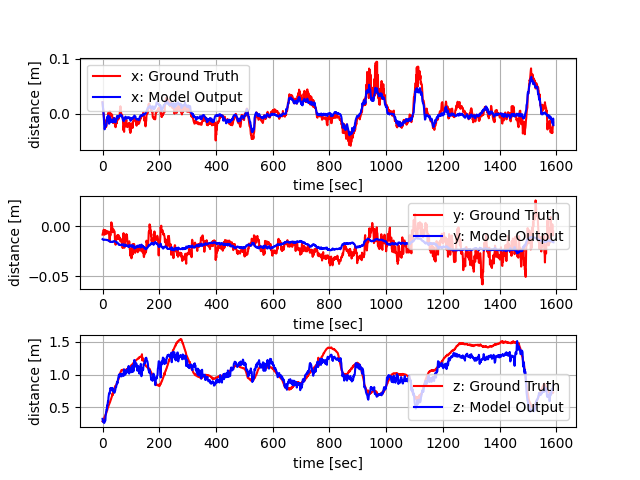 0.1
0.0
distance [m]
x: Ground Truth
x: Model Output
0 200 400 600 800 1000 1200 1400 1600
time [sec]
0.00
−0.05
distance [m]
y: Ground Truth
y: Model Output
0 200 400 600 800 1000 1200 1400 1600
time [sec]
1.5
1.0
0.5
distance [m]
z: Ground Truth
z: Model Output
0 200 400 600 800 1000 1200 1400 1600
time [sec]